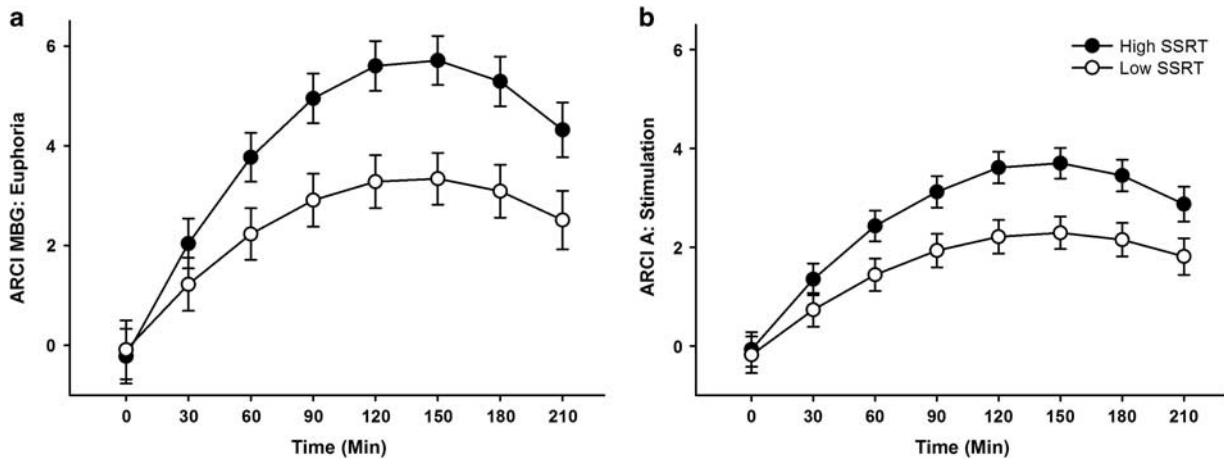 a
ARCI MBG: Euphoria
6
4
2
0
0 30 60 90 120 150 180 210
Time (Min)
b
High SSRT
Low SSRT
ARCI A: Stimulation
6
4
2
0
0 30 60 90 120 150 180 210
Time (Min)